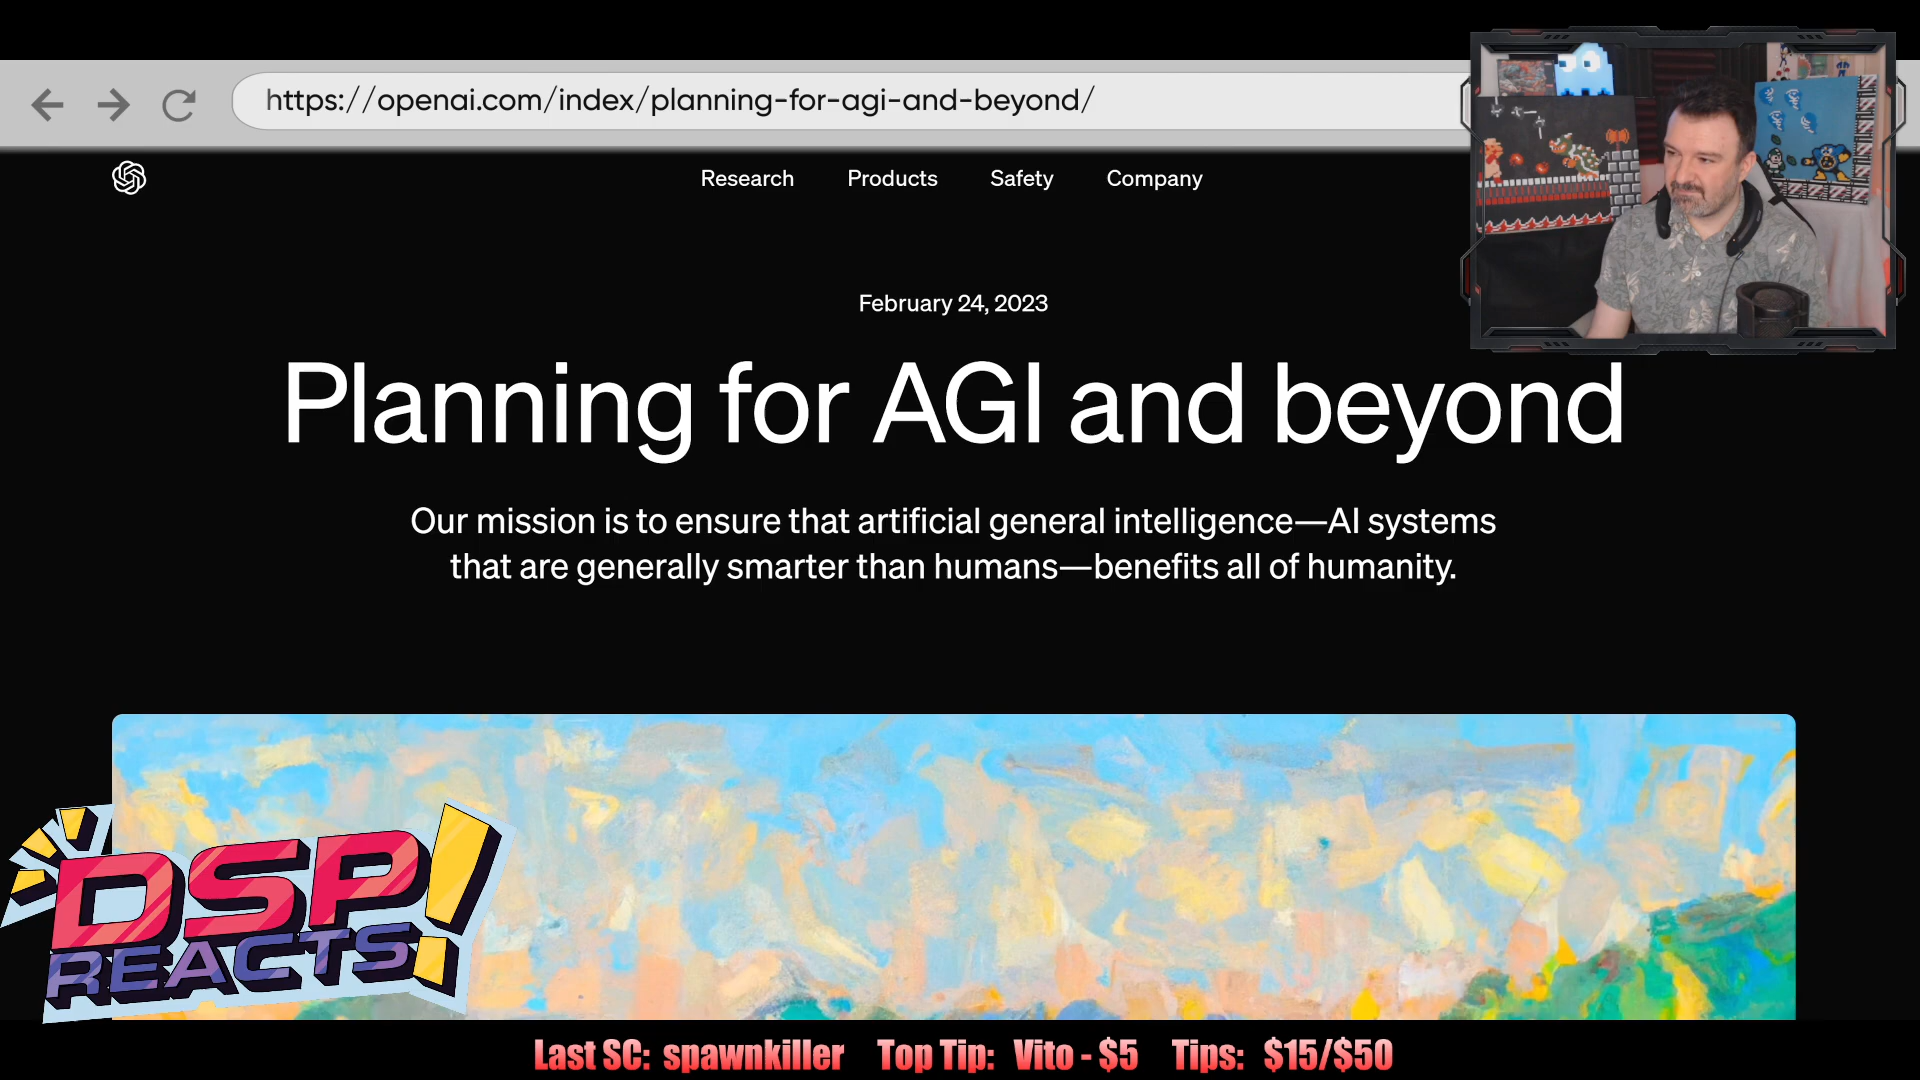 https://openai.com/index/planning-for-agi-and-beyond/
Research Products Safety Company
February 24, 2023
Planning for AGI and beyond
Our mission is to ensure that artificial general intelligence—AI systems
that are generally smarter than humans—benefits all of humanity.
DSP!
REACTS!
Last SC: spawnkiller Top Tip: Vito - $5 Tips: $15/$50